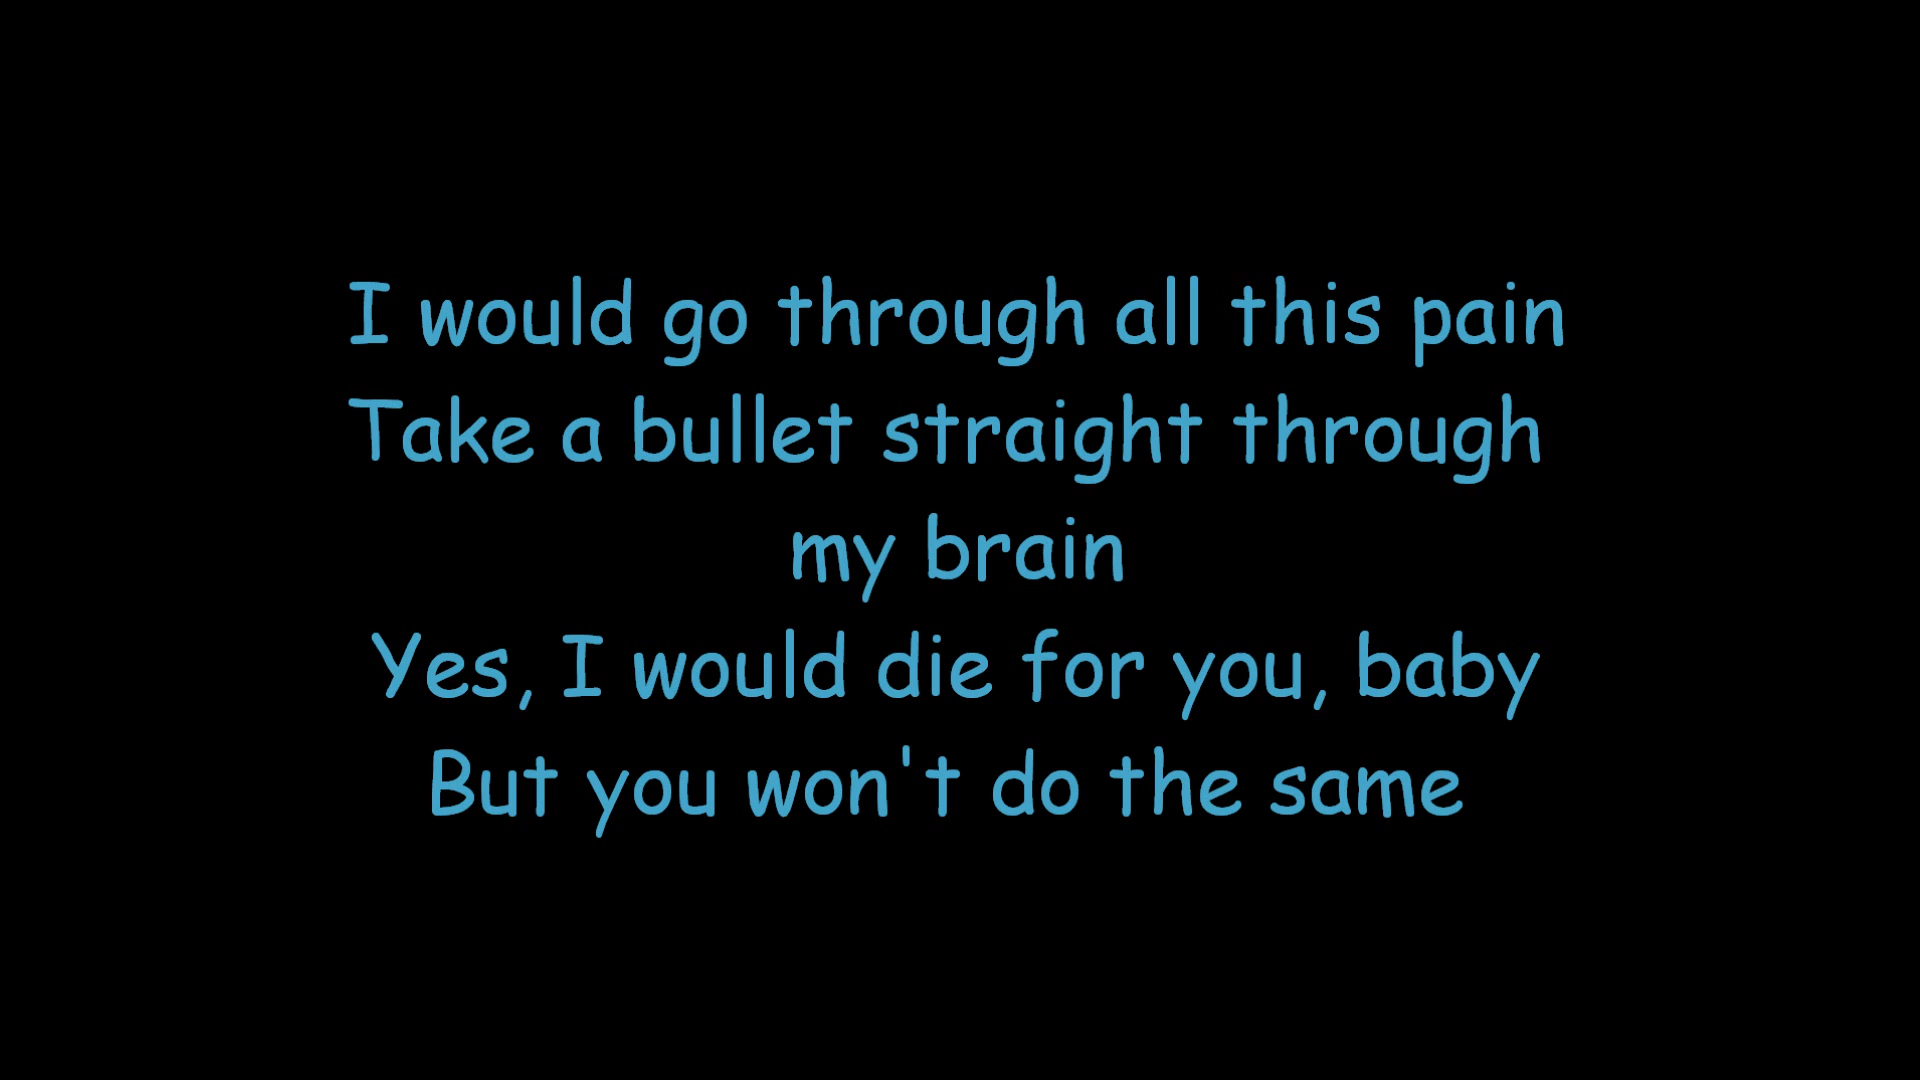 I would go through all this pain
Take a bullet straight through
my brain
Yes, I would die for you, baby
But you won't do the same